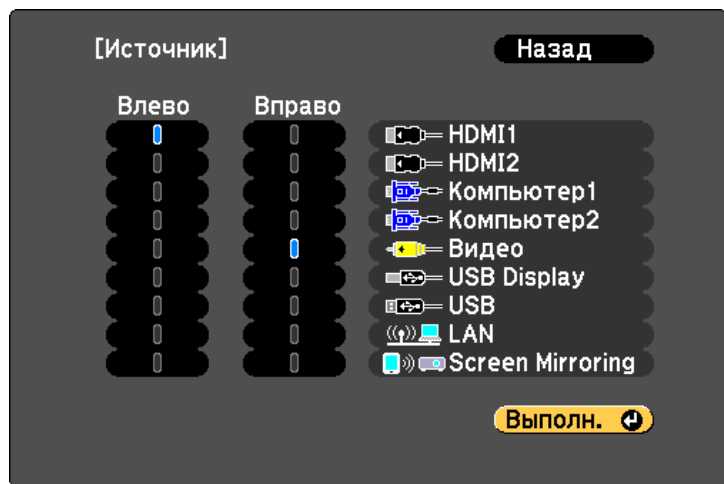 [Источник]
Назад
Влево Вправо
HDMI1
HDMI2
Компьютер1
Компьютер2
Видео
USB Display
USB
LAN
Screen Mirroring
Выполн.